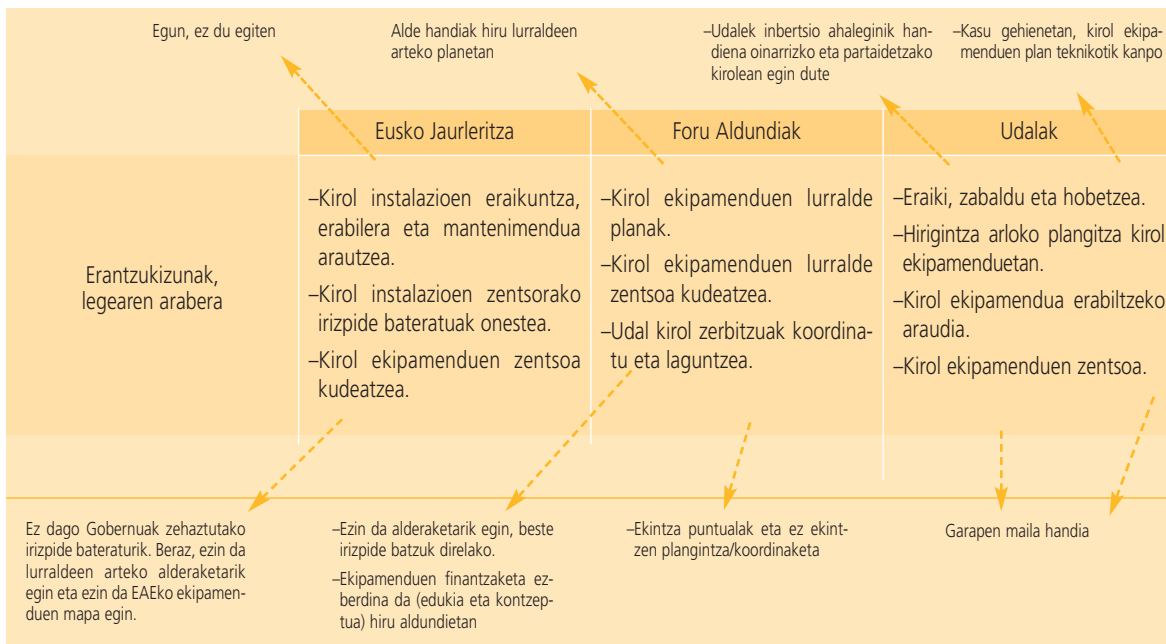 Egun, ez du egiten
Alde handiak hiru lurraldeen
arteko planetan
–Udalek inbertsio ahaleginik han-
diena oinarrizko eta partaidetzako
kirolean egin dute
–Kasu gehienetan, kirol ekipa-
menduen plan teknikotik kanpo
Eusko Jaurleritza
Foru Aldundiak
Udalak
Erantzukizunak,
legearen arabera
–Kirol instalazioen eraikuntza,
erabilera eta mantenimendua
arautzea.
–Kirol instalazioen zentsorako
irizpide bateratuak onestea.
–Kirol ekipamenduen zentsoa
kudeatzea.
–Kirol ekipamenduen lurralde
planak.
–Kirol ekipamenduen lurralde
zentsoa kudeatzea.
–Udal kirol zerbitzuak koordina-
tu eta laguntzea.
–Eraiki, zabaldu eta hobetzea.
–Hirigintza arloko plangitza kirol
ekipamenduetan.
–Kirol ekipamendua erabiltzeko
araudia.
–Kirol ekipamenduen zentsoa.
Ez dago Gobernuak zehaztutako
irizpide bateraturik. Beraz, ezin da
lurraldeen arteko alderaketarik
egin eta ezin da EAEko ekipamen-
duen mapa egin.
–Ezin da alderaketarik egin, beste
irizpide batzuk direlako.
–Ekipamenduen finantzaketa ez-
berdina da (edukia eta kontzep-
tua) hiru aldundietan
–Ekintza puntualak eta ez ekint-
zen plangintza/koordinaketa
Garapen maila handia